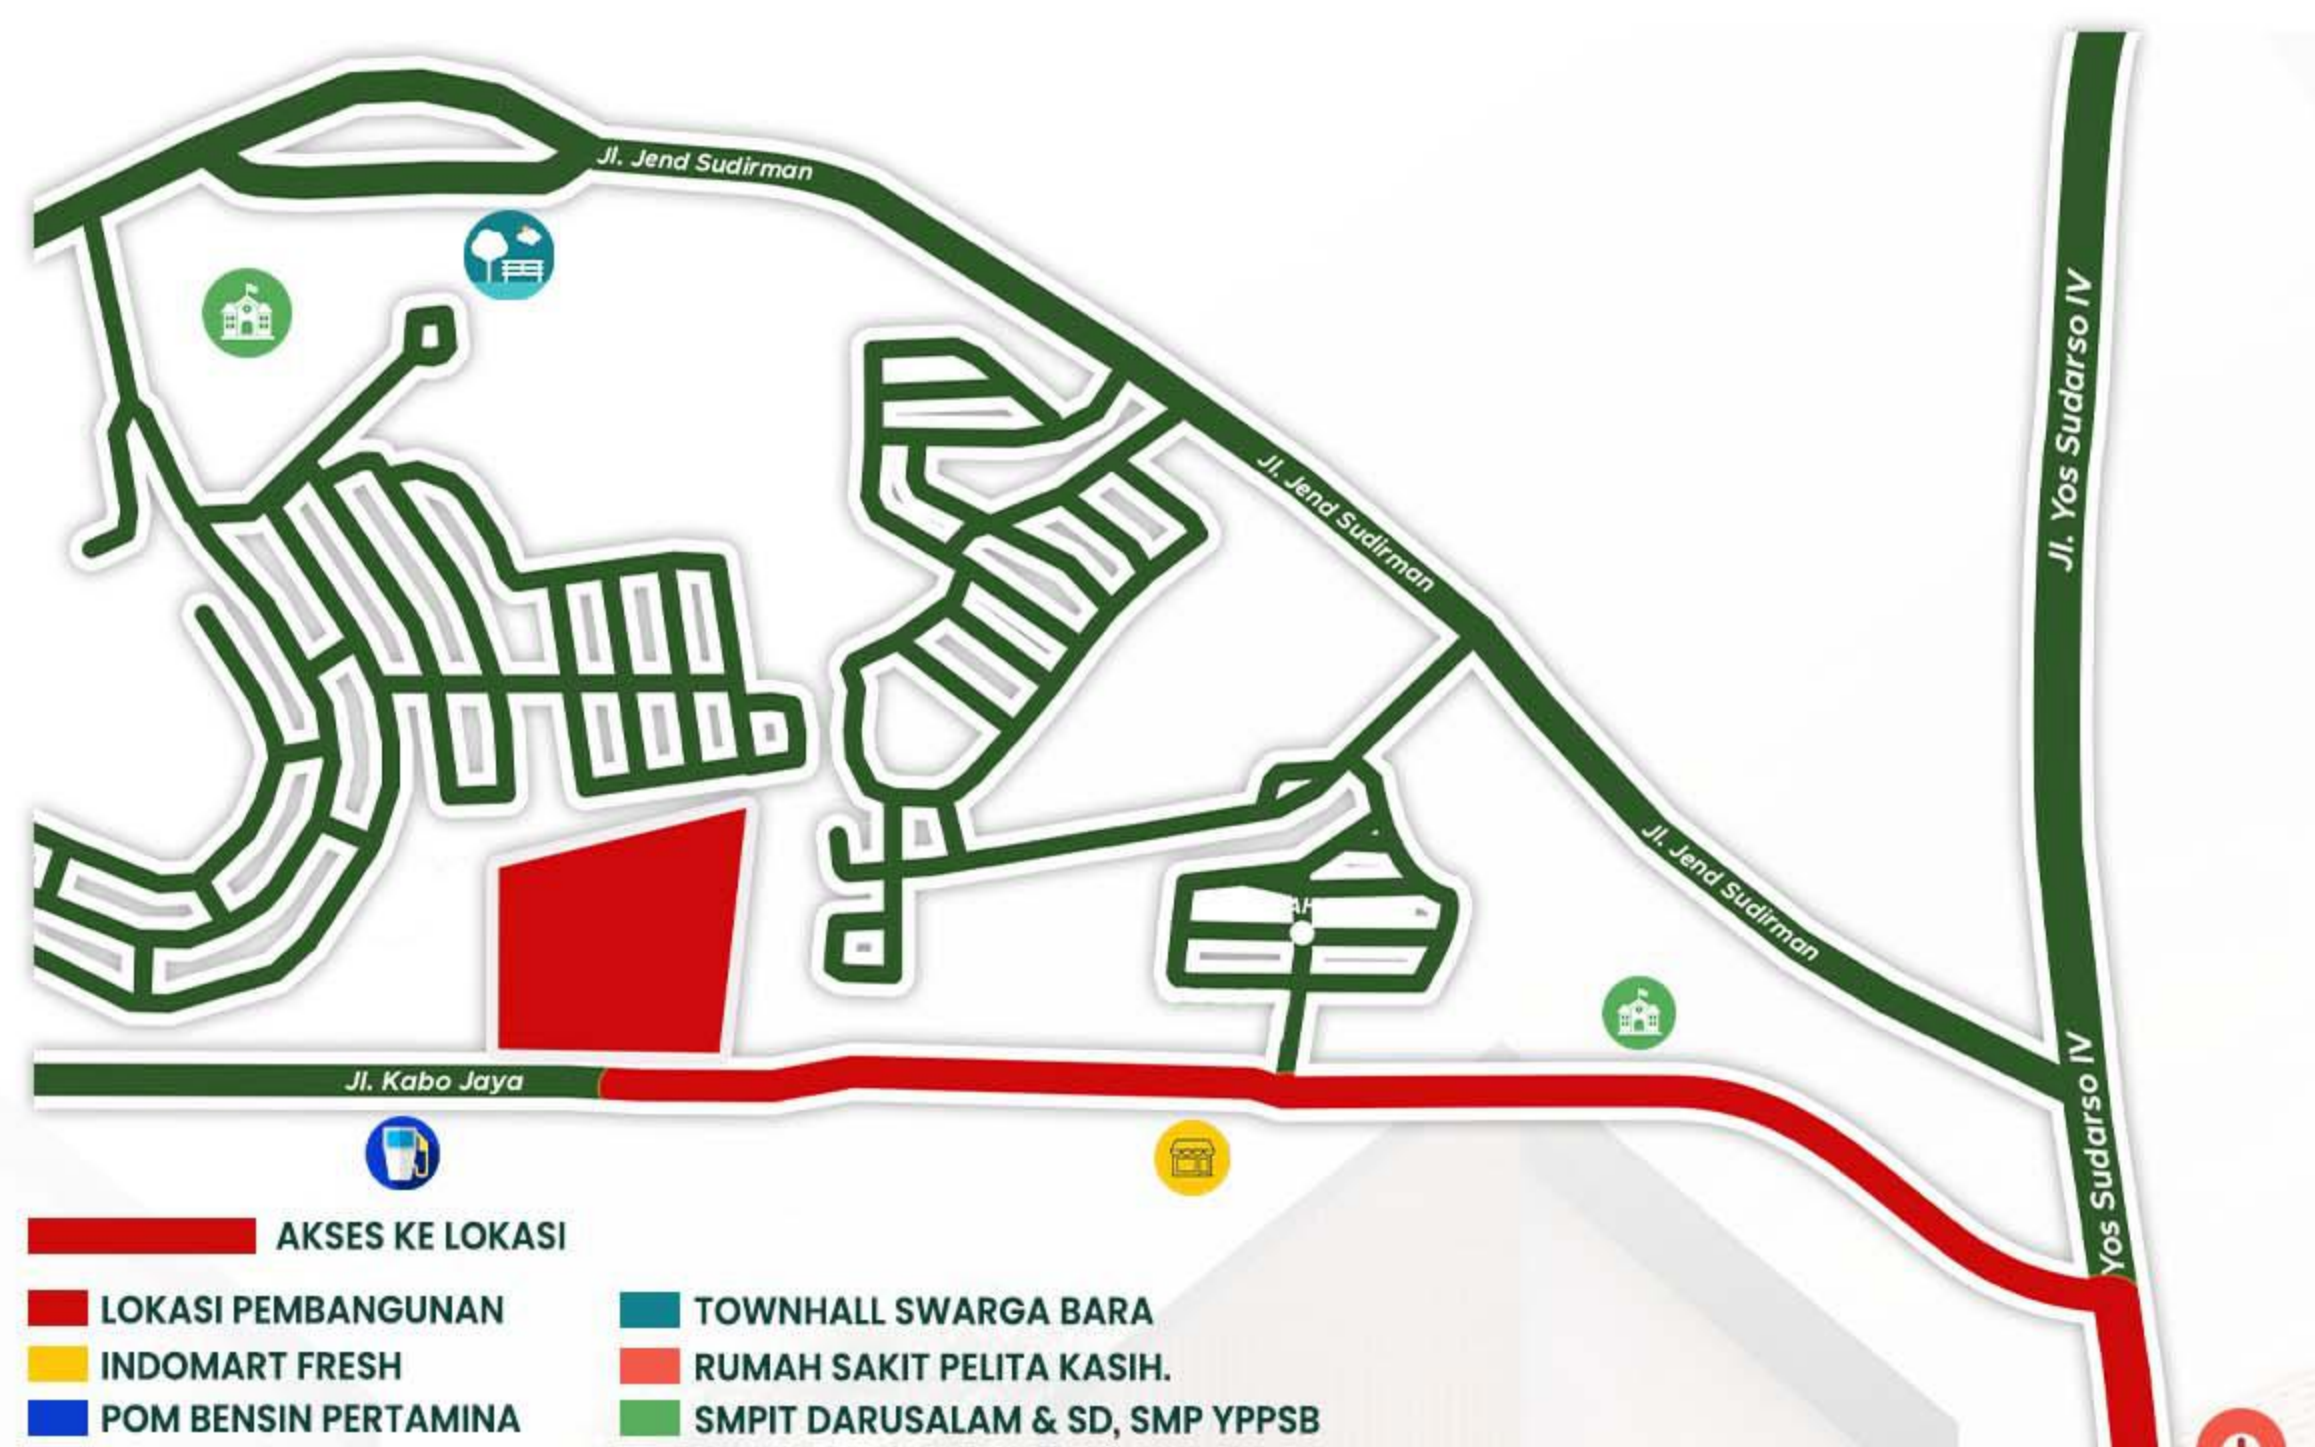 Jl. Jend Sudirman
Jl. Yos Sudarso IV
Jl. Jend Sudirman
Jl. Jend Sudirman
AH
Yos Sudarso IV
Jl. Kabo Jaya
AKSES KE LOKASI
LOKASI PEMBANGUNAN
INDOMART FRESH
POM BENSIN PERTAMINA
TOWNHALL SWARGA BARA
RUMAH SAKIT PELITA KASIH.
SMPIT DARUSALAM & SD, SMP YPPSB